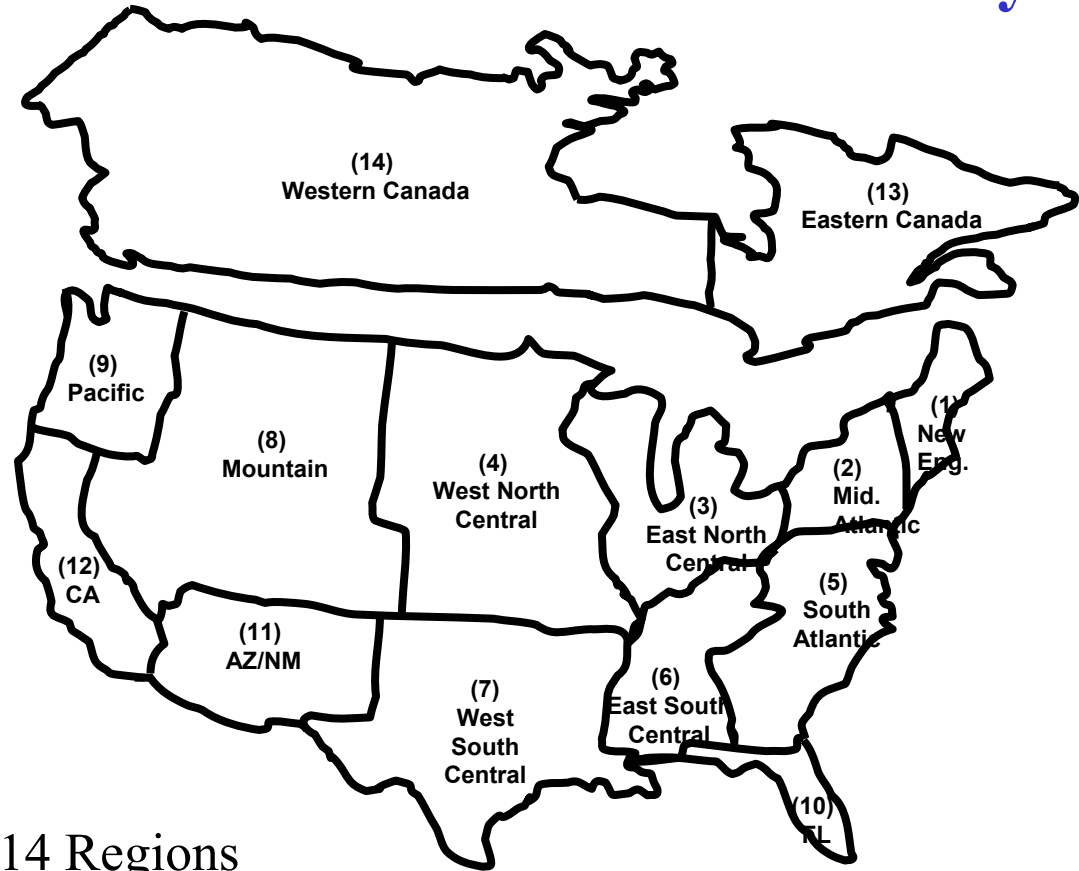 (14)
Western Canada
(13)
Eastern Canada
(9)
Pacific
(8)
Mountain
(4)
West North
Central
(3)
East North
Central
(2)
Mid.
Atlantic
(1)
New
Eng.
(12)
CA
(11)
AZ/NM
(7)
West
South
Central
(6)
East South
Central
(5)
South
Atlantic
(10)
FL
14 Regions